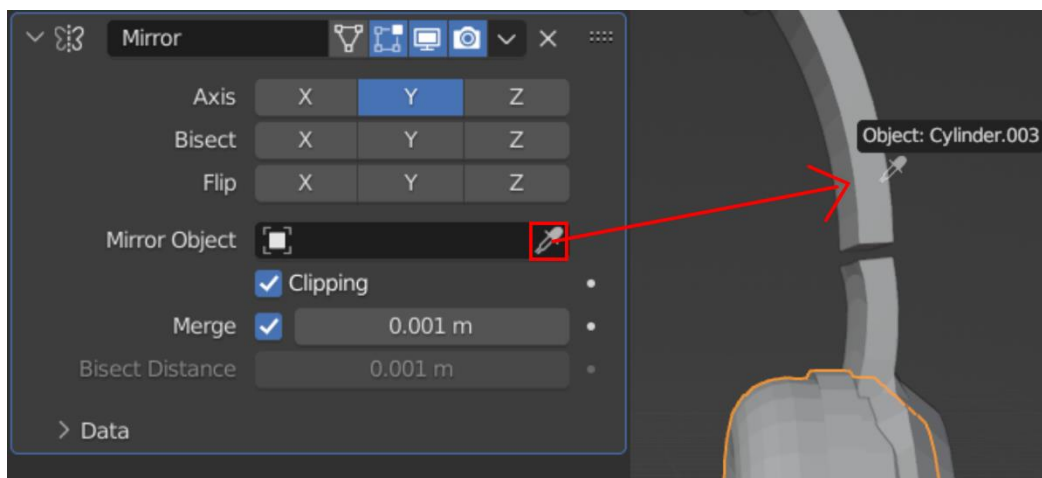 Mirror
Axis X Y Z
Bisect X Y Z
Flip X Y Z
Mirror Object
Clipping
Merge 0.001 m
Bisect Distance 0.001 m
Data
Object: Cylinder.003